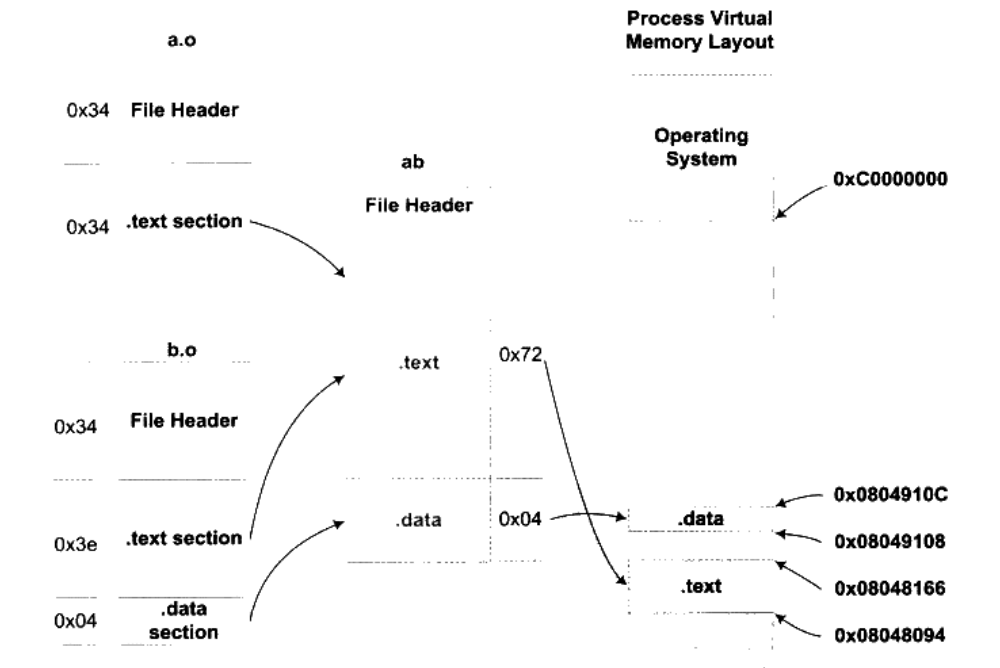 a.o
0x34 File Header
0x34 .text section
b.o
0x34 File Header
0x3e .text section
0x04 .data
section
ab
File Header
.text 0x72
.data 0x04
Process Virtual
Memory Layout
Operating
System
0xC0000000
0x0804910C
.data
0x08049108
0x08048166
.text
0x08048094